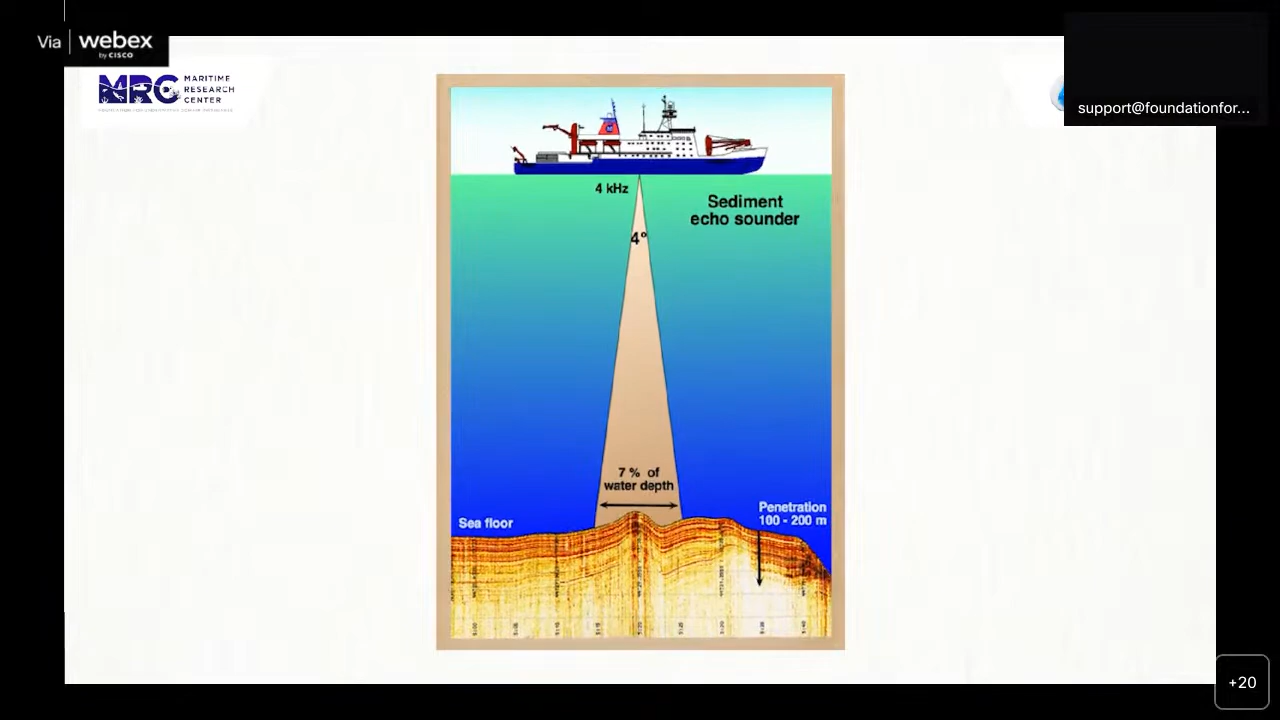 Via
webex
by CISCO
MRC
MARITIME
RESEARCH
CENTER
support@foundationfor...
4 kHz
Sediment
echo sounder
4°
7 % of
water depth
Penetration
100 - 200 m
Sea floor
+20